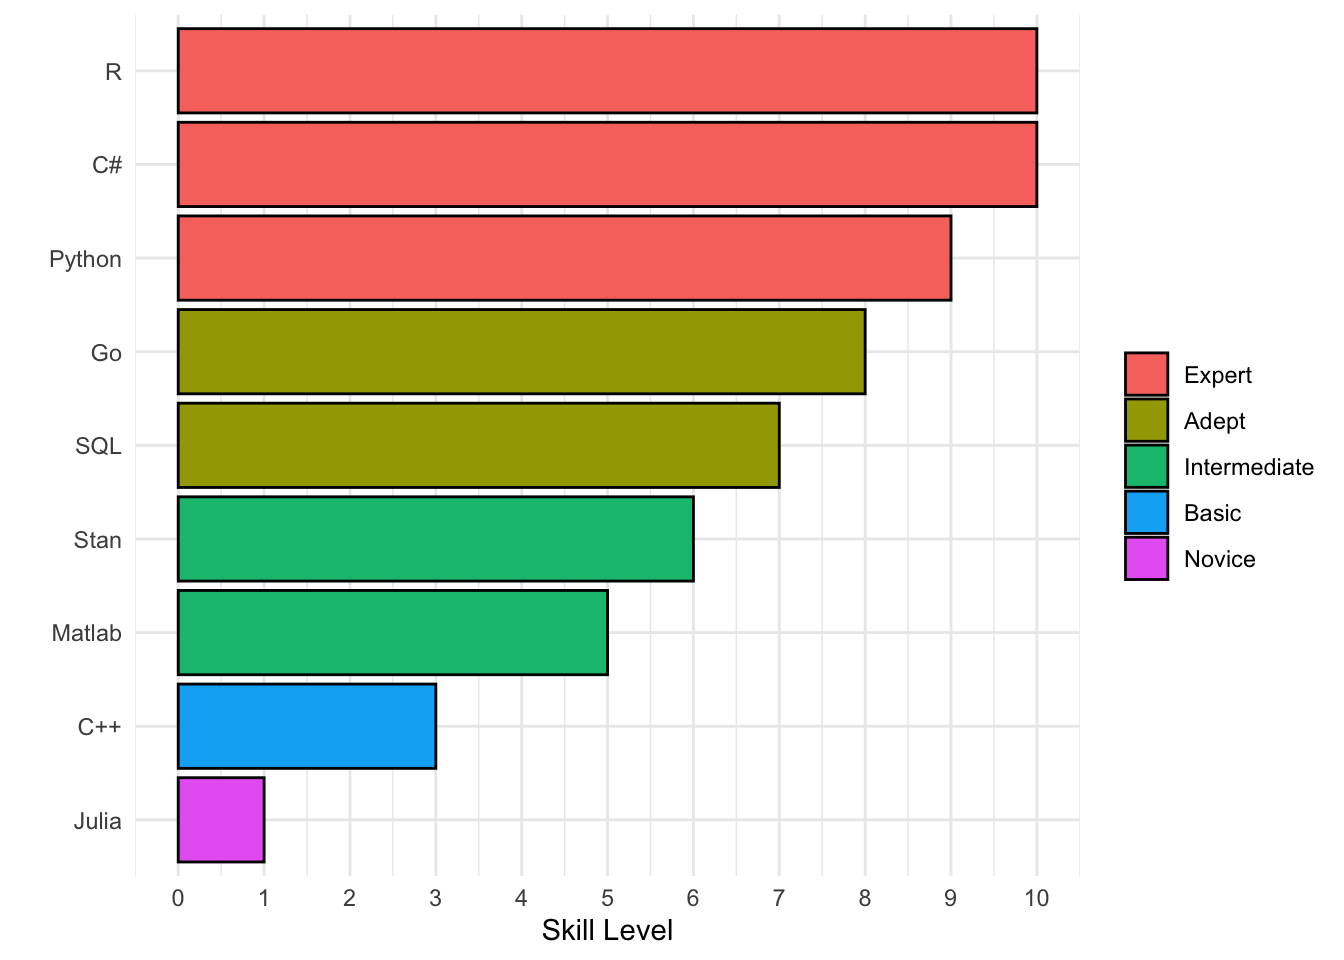 R
C#
Python
Go
SQL
Stan
Matlab
C++
Julia
0 1 2 3 4 5 6 7 8 9 10
Skill Level
Expert
Adept
Intermediate
Basic
Novice